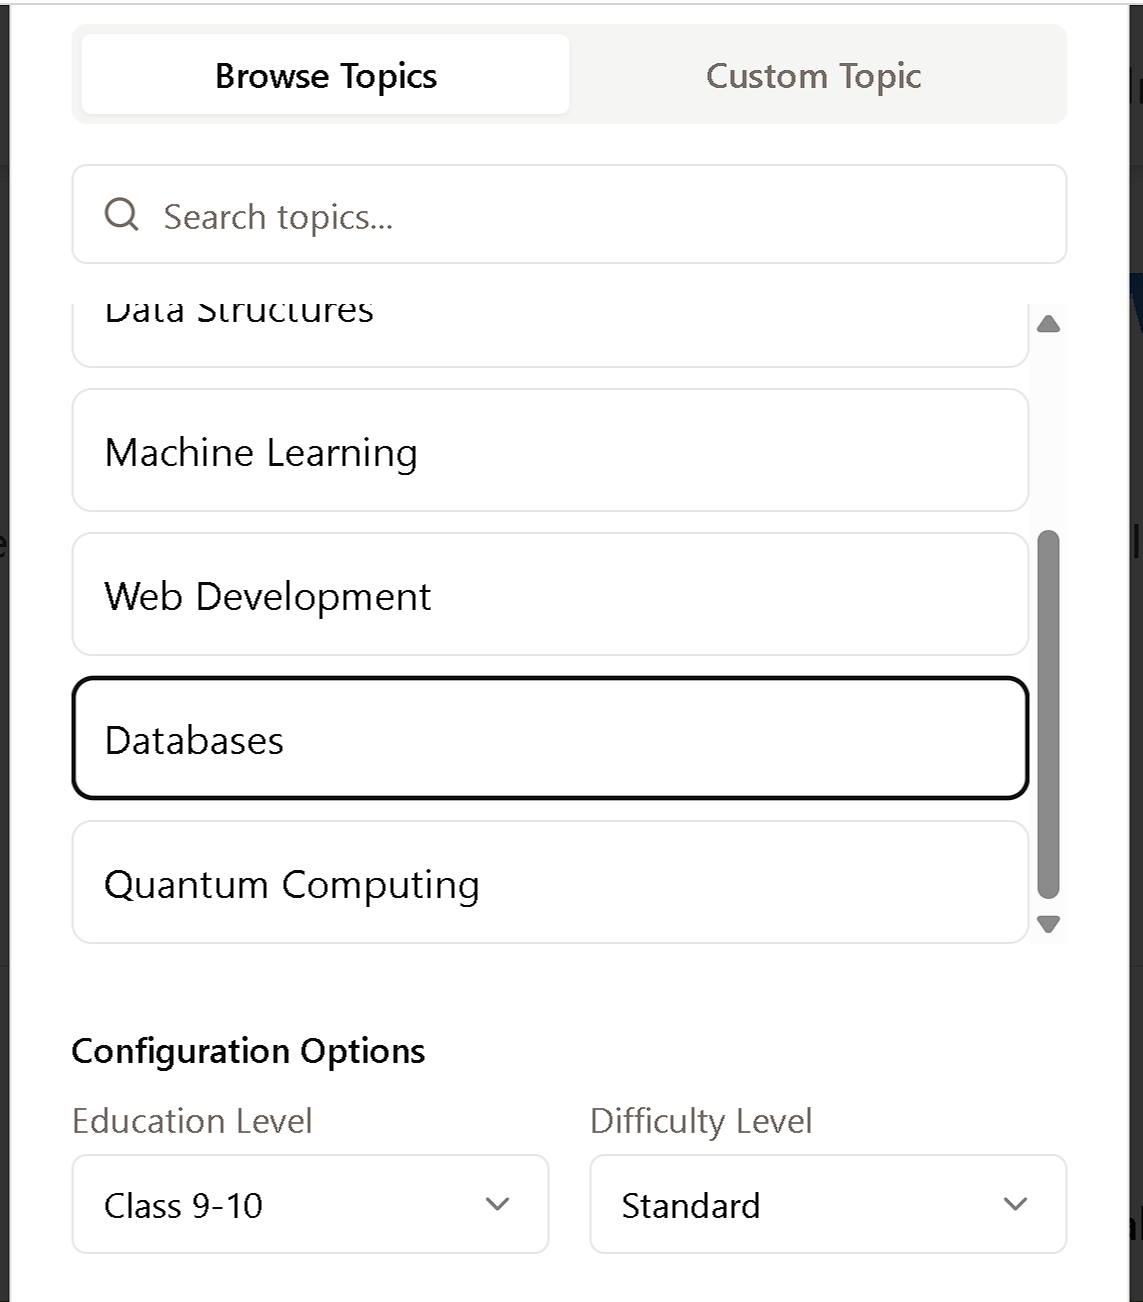 Browse Topics
Custom Topic
Search topics...
Data Structures
Machine Learning
Web Development
Databases
Quantum Computing
Configuration Options
Education Level
Difficulty Level
Class 9-10
Standard